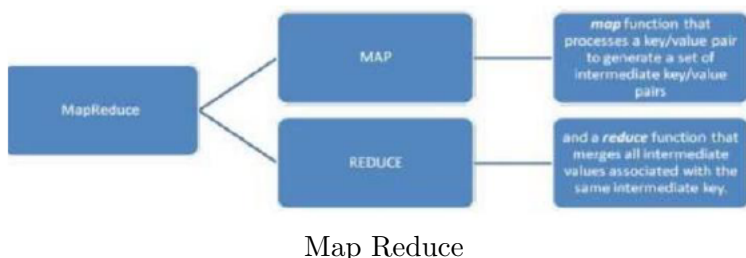 MapReduce
MAP
map function that
processes a key/value pair
to generate a set of
intermediate key/value
pairs
REDUCE
and a reduce function that
merges all intermediate
values associated with the
same intermediate key.
Map Reduce